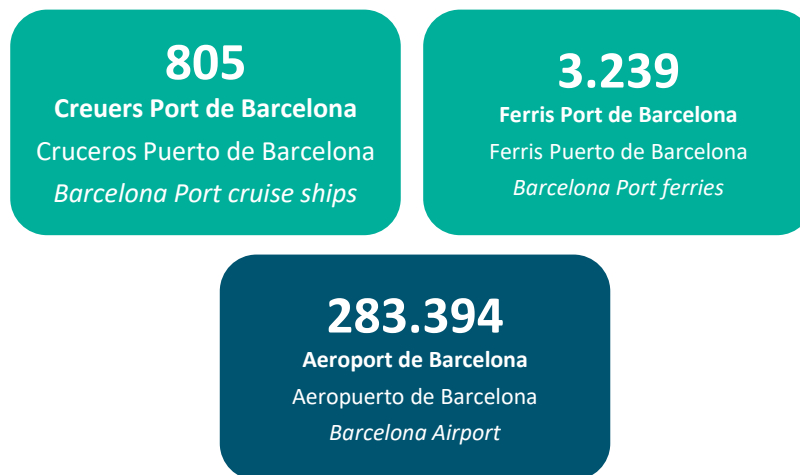 805
Creuers Port de Barcelona
Cruceros Puerto de Barcelona
Barcelona Port cruise ships
3.239
Ferris Port de Barcelona
Ferris Puerto de Barcelona
Barcelona Port ferries
283.394
Aeroport de Barcelona
Aeropuerto de Barcelona
Barcelona Airport